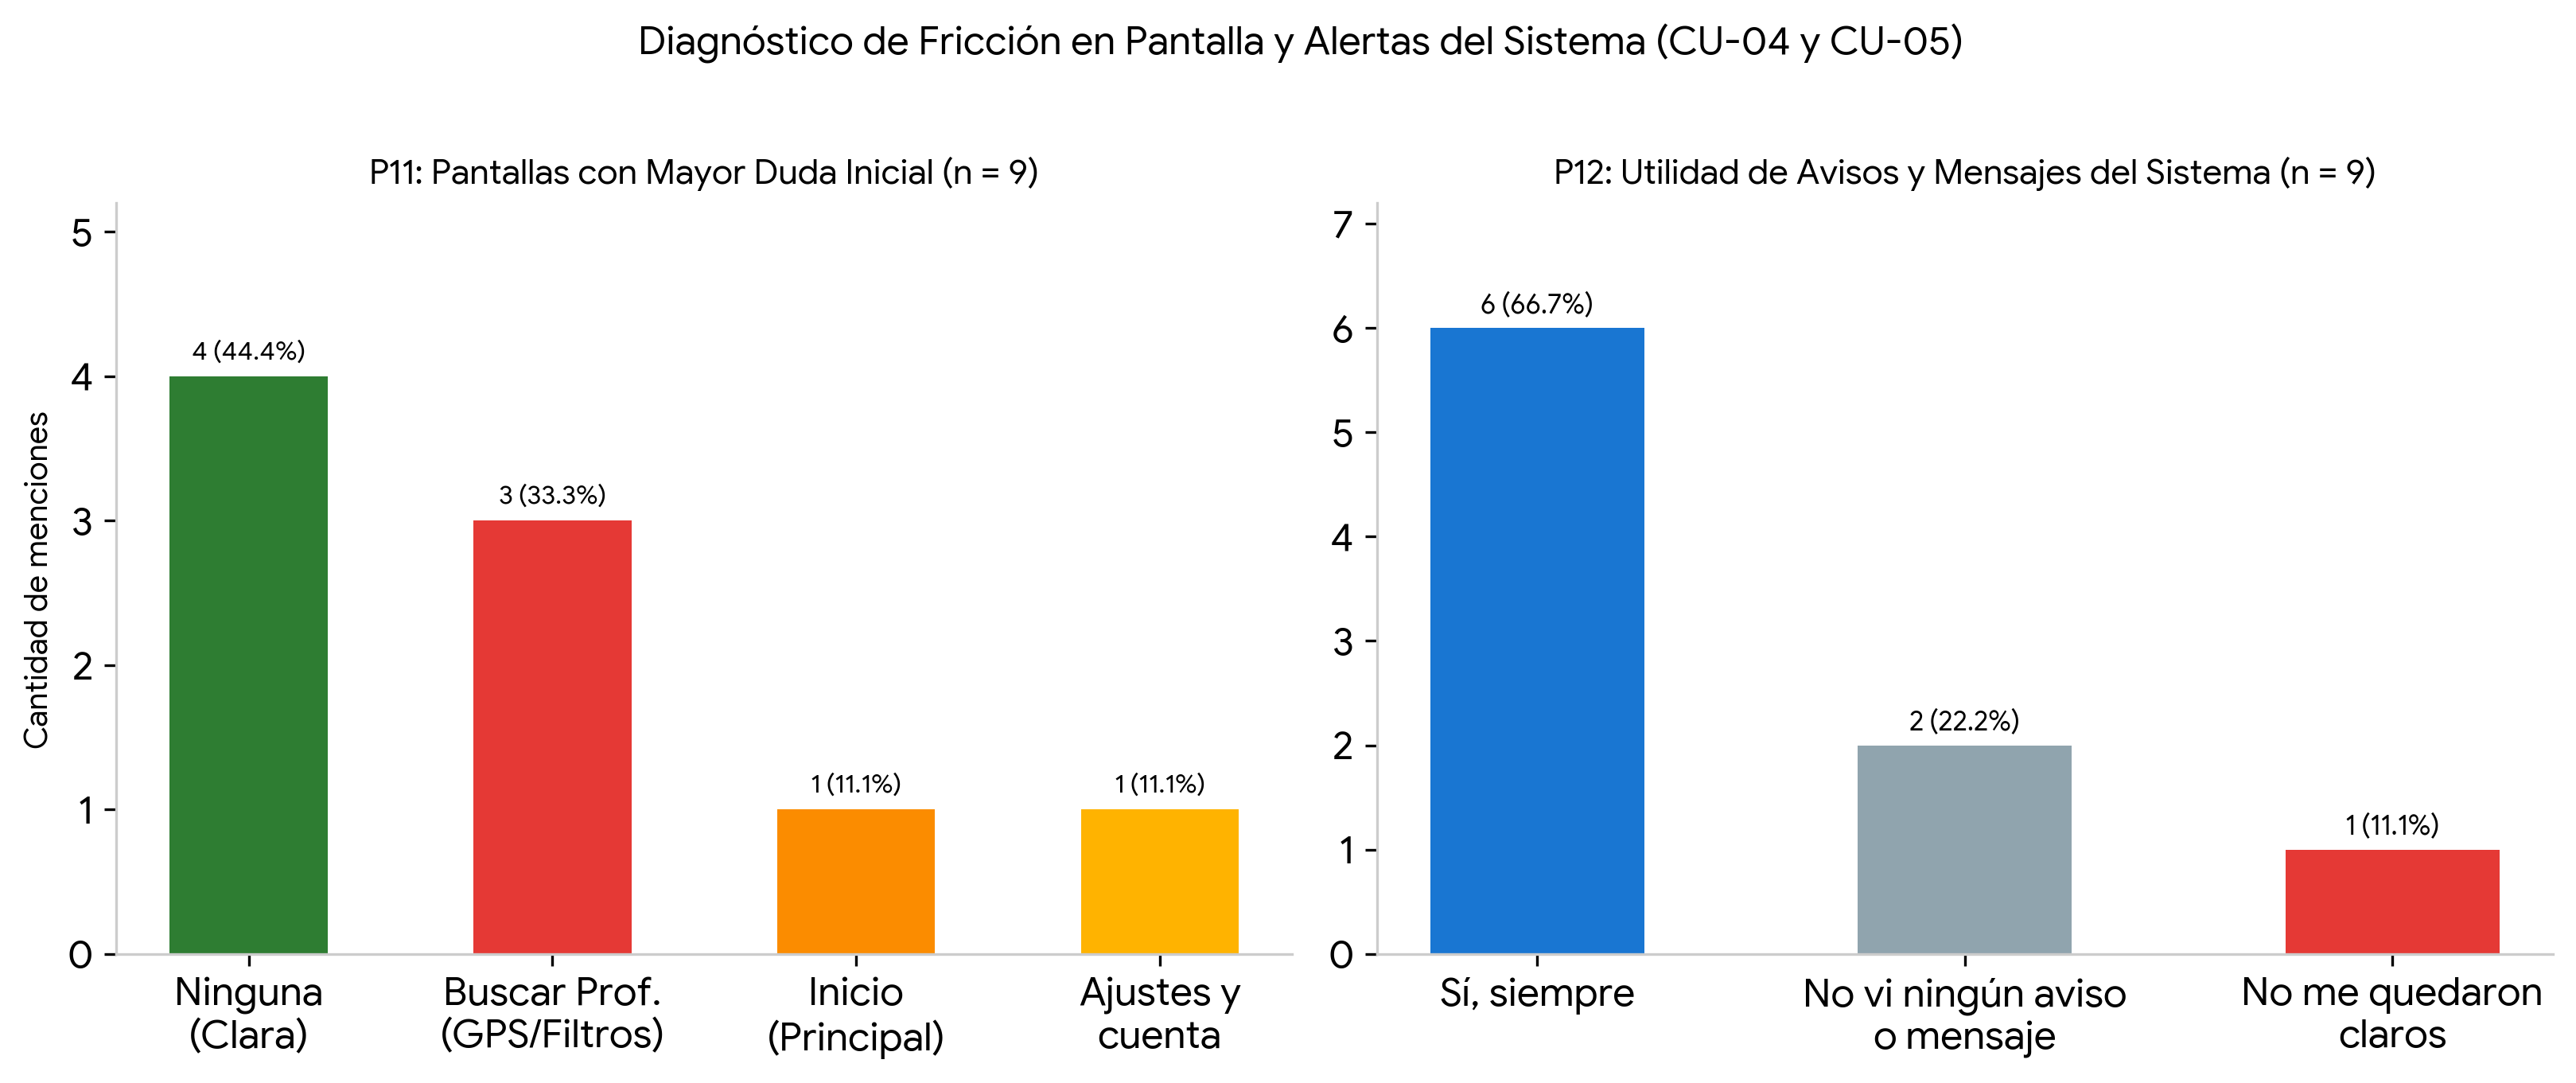 Diagnóstico de Fricción en Pantalla y Alertas del Sistema (CU-04 y CU-05)
P11: Pantallas con Mayor Duda Inicial (n = 9)
Cantidad de menciones
5
4
3
2
1
0
4 (44.4%)
3 (33.3%)
1 (11.1%)
1 (11.1%)
Ninguna
(Clara)
Buscar Prof.
(GPS/Filtros)
Inicio
(Principal)
Ajustes y
cuenta
P12: Utilidad de Avisos y Mensajes del Sistema (n = 9)
7
6
5
4
3
2
1
0
6 (66.7%)
2 (22.2%)
1 (11.1%)
Sí, siempre
No vi ningún aviso
o mensaje
No me quedaron
claros